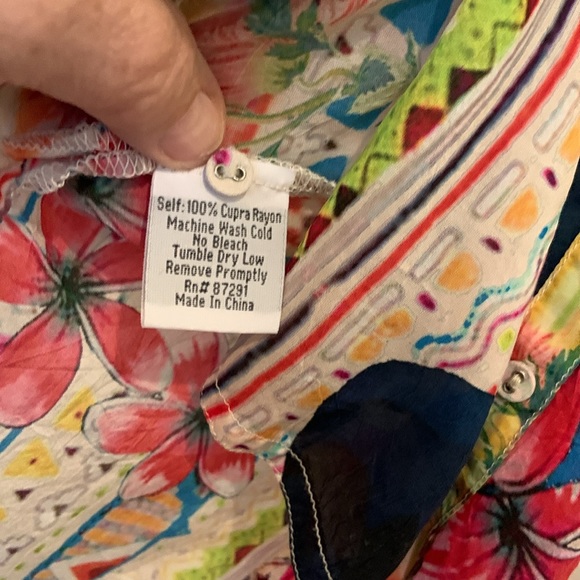 Self: 100% Cupra Rayon
Machine Wash Cold
No Bleach
Tumble Dry Low
Remove Promptly
Rn# 87291
Made In China